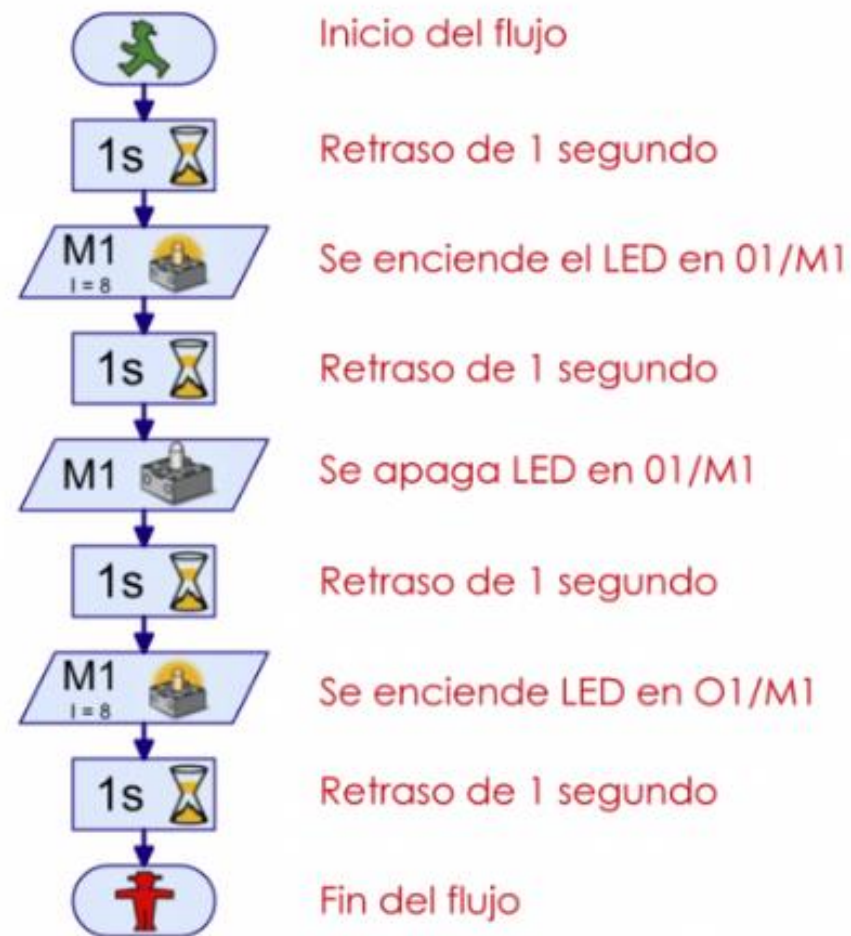 Inicio del flujo
1s
Retraso de 1 segundo
M1
I = 8
Se enciende el LED en 01/M1
1s
Retraso de 1 segundo
M1
Se apaga LED en 01/M1
1s
Retraso de 1 segundo
M1
I = 8
Se enciende LED en O1/M1
1s
Retraso de 1 segundo
Fin del flujo